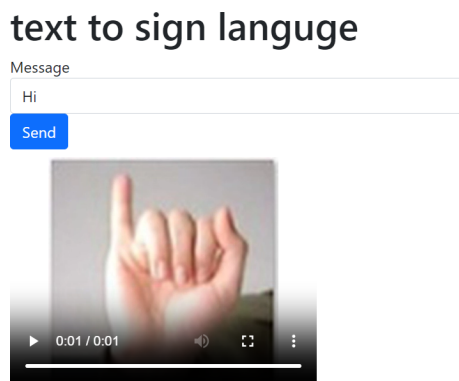 text to sign languge
Message
Hi
Send
0:01 / 0:01